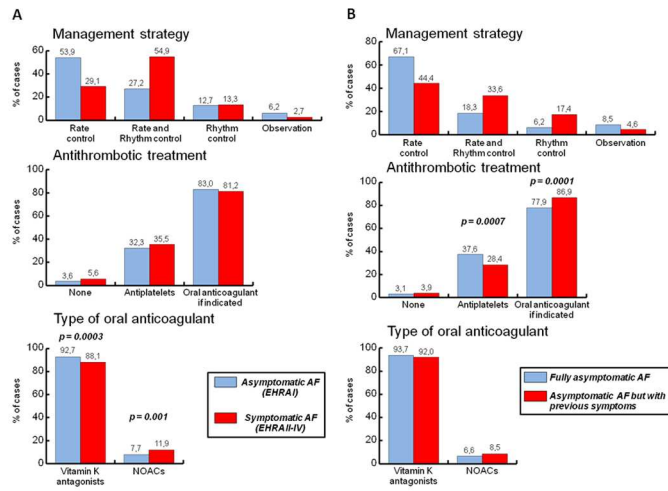 A
Management strategy
% of cases
60
40
20
0
53,9
29,1
27,2
54,9
12,7
13,3
6,2
2,7
Rate
control
Rate and
Rhythm control
Rhythm
control
Observation
Antithrombotic treatment
% of cases
100
80
60
40
20
0
3,6
5,6
32,3
35,5
83,0
81,2
None
Antiplatelets
Oral anticoagulant
if indicated
Type of oral anticoagulant
% of cases
100
80
60
40
20
0
p = 0.0003
92,7
88,1
p = 0.001
7,7
11,9
Vitamin K
antagonists
NOACs
Asymptomatic AF
(EHRAI)
Symptomatic AF
(EHRAII-IV)
B
Management strategy
% of cases
80
60
40
20
0
67,1
44,4
18,3
33,6
6,2
17,4
8,5
4,6
Rate
control
Rate and
Rhythm control
Rhythm
control
Observation
Antithrombotic treatment
% of cases
100
80
60
40
20
0
p = 0.0001
p = 0.0007
3,1
3,9
37,6
28,4
77,9
86,9
None
Antiplatelets
Oral anticoagulant
if indicated
Type of oral anticoagulant
% of cases
100
80
60
40
20
0
93,7
92,0
6,6
8,5
Vitamin K
antagonists
NOACs
Fully asymptomatic AF
Asymptomatic AF but with
previous symptoms